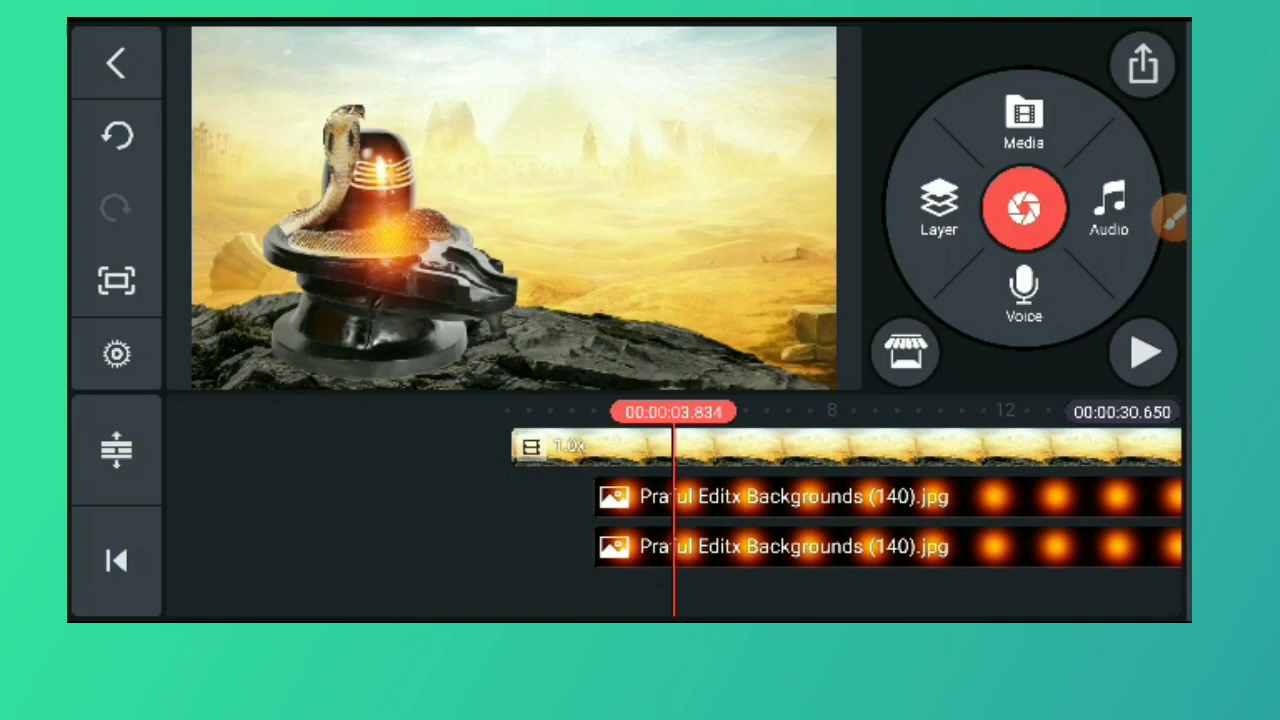 Media
Layer
Audio
Voice
00:00:03.834
8
12
00:00:30.650
1.0x
Praful Editx Backgrounds (140).jpg
Praful Editx Backgrounds (140).jpg